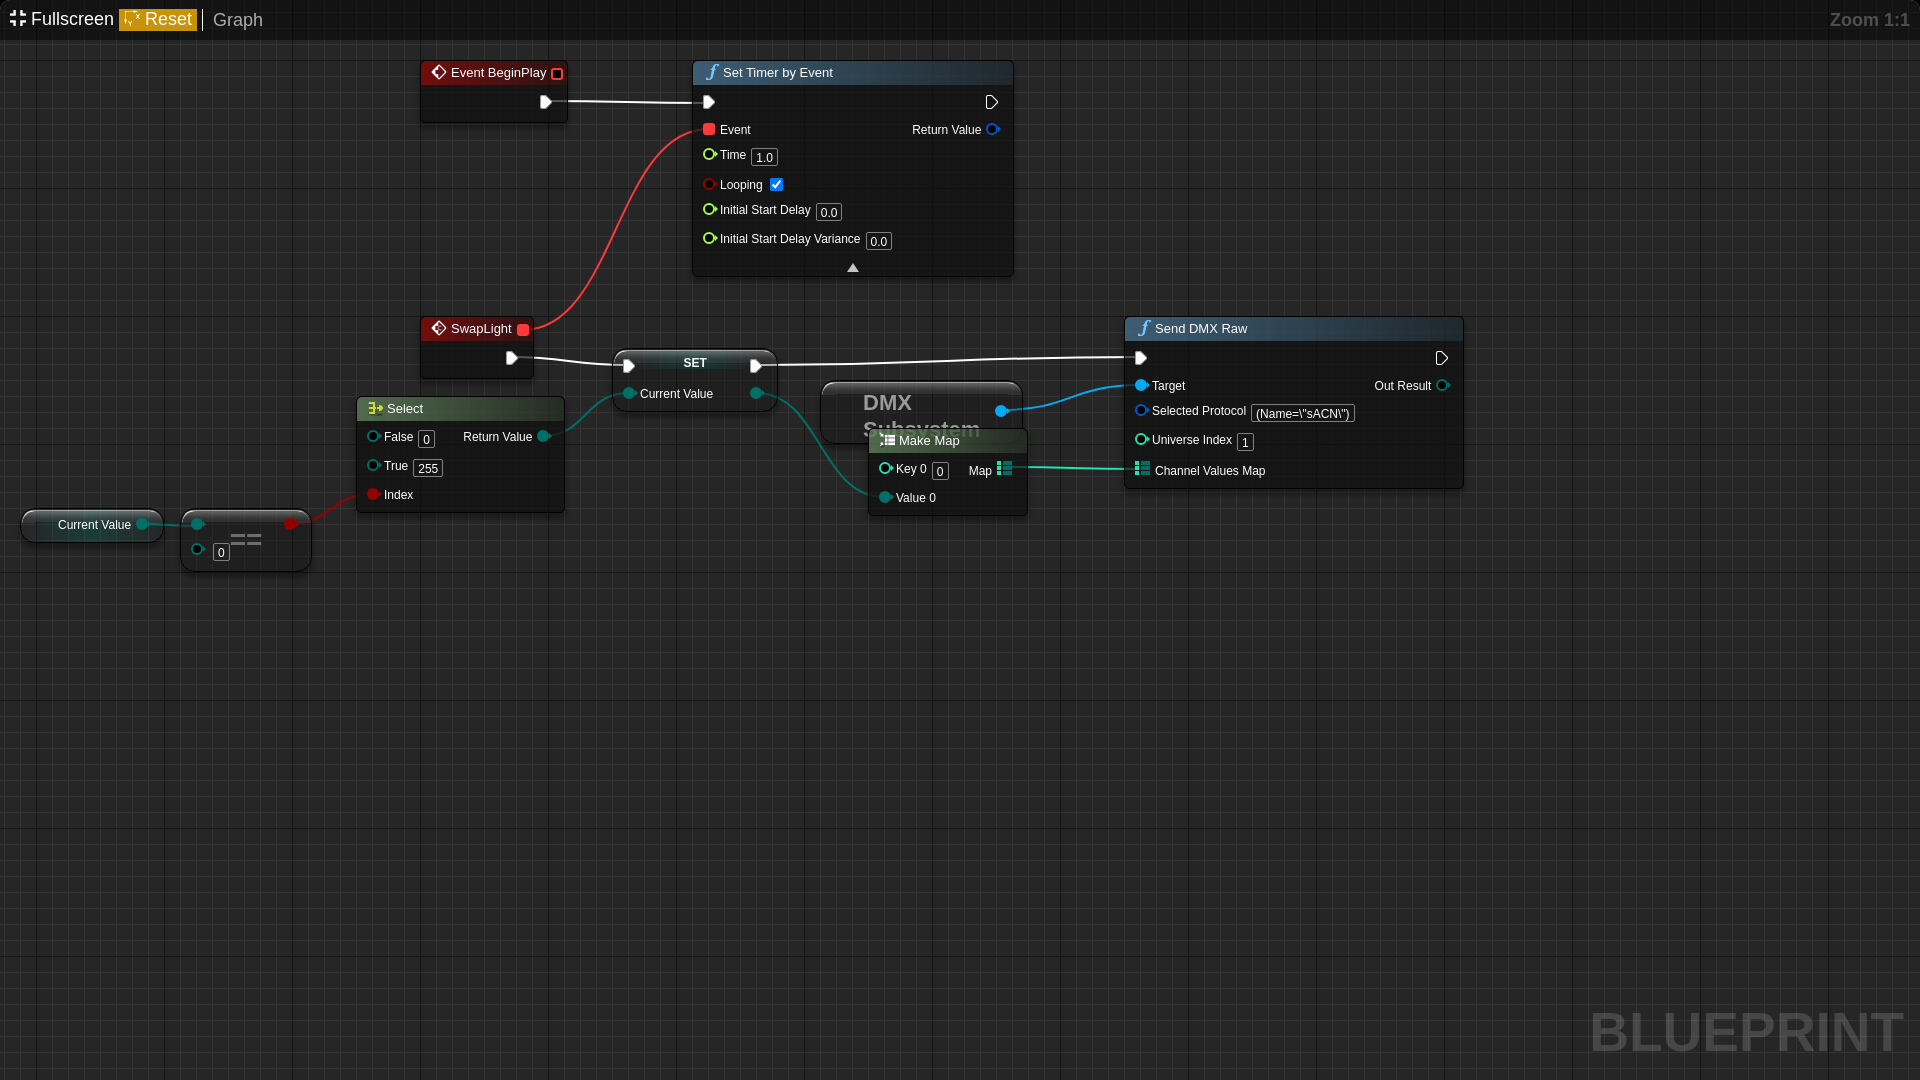 Fullscreen Reset Graph
Zoom 1:1
Event BeginPlay
Set Timer by Event
Event
Return Value
Time 1.0
Looping
Initial Start Delay 0.0
Initial Start Delay Variance 0.0
SwapLight
SET
Current Value
Send DMX Raw
Target
Out Result
Selected Protocol (Name=\"sACN\")
Universe Index 1
Channel Values Map
DMX
Subsystem
Make Map
Key 0 0
Map
Value 0
Select
False 0
Return Value
True 255
Index
Current Value
0
==
BLUEPRINT